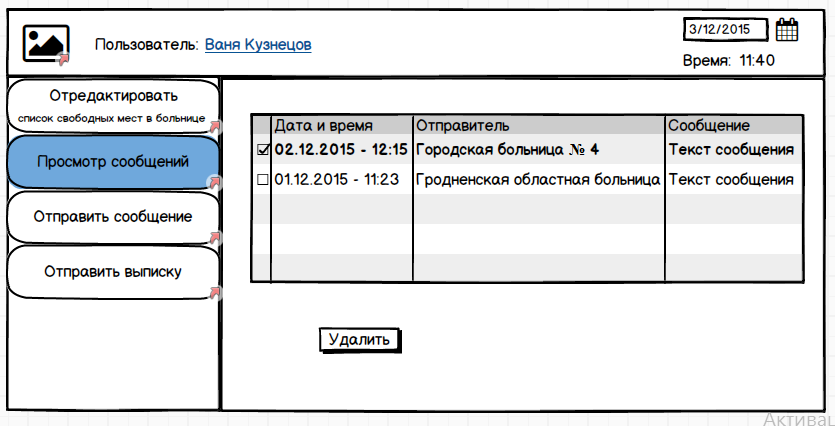 Пользователь: Ваня Кузнецов
3/12/2015
Время: 11:40
Отредактировать
список свободных мест в больнице
Просмотр сообщений
Отправить сообщение
Отправить выписку
Дата и время Отправитель Сообщение
02.12.2015 - 12:15 Городская больница № 4 Текст сообщения
01.12.2015 - 11:23 Гродненская областная больница Текст сообщения
Удалить